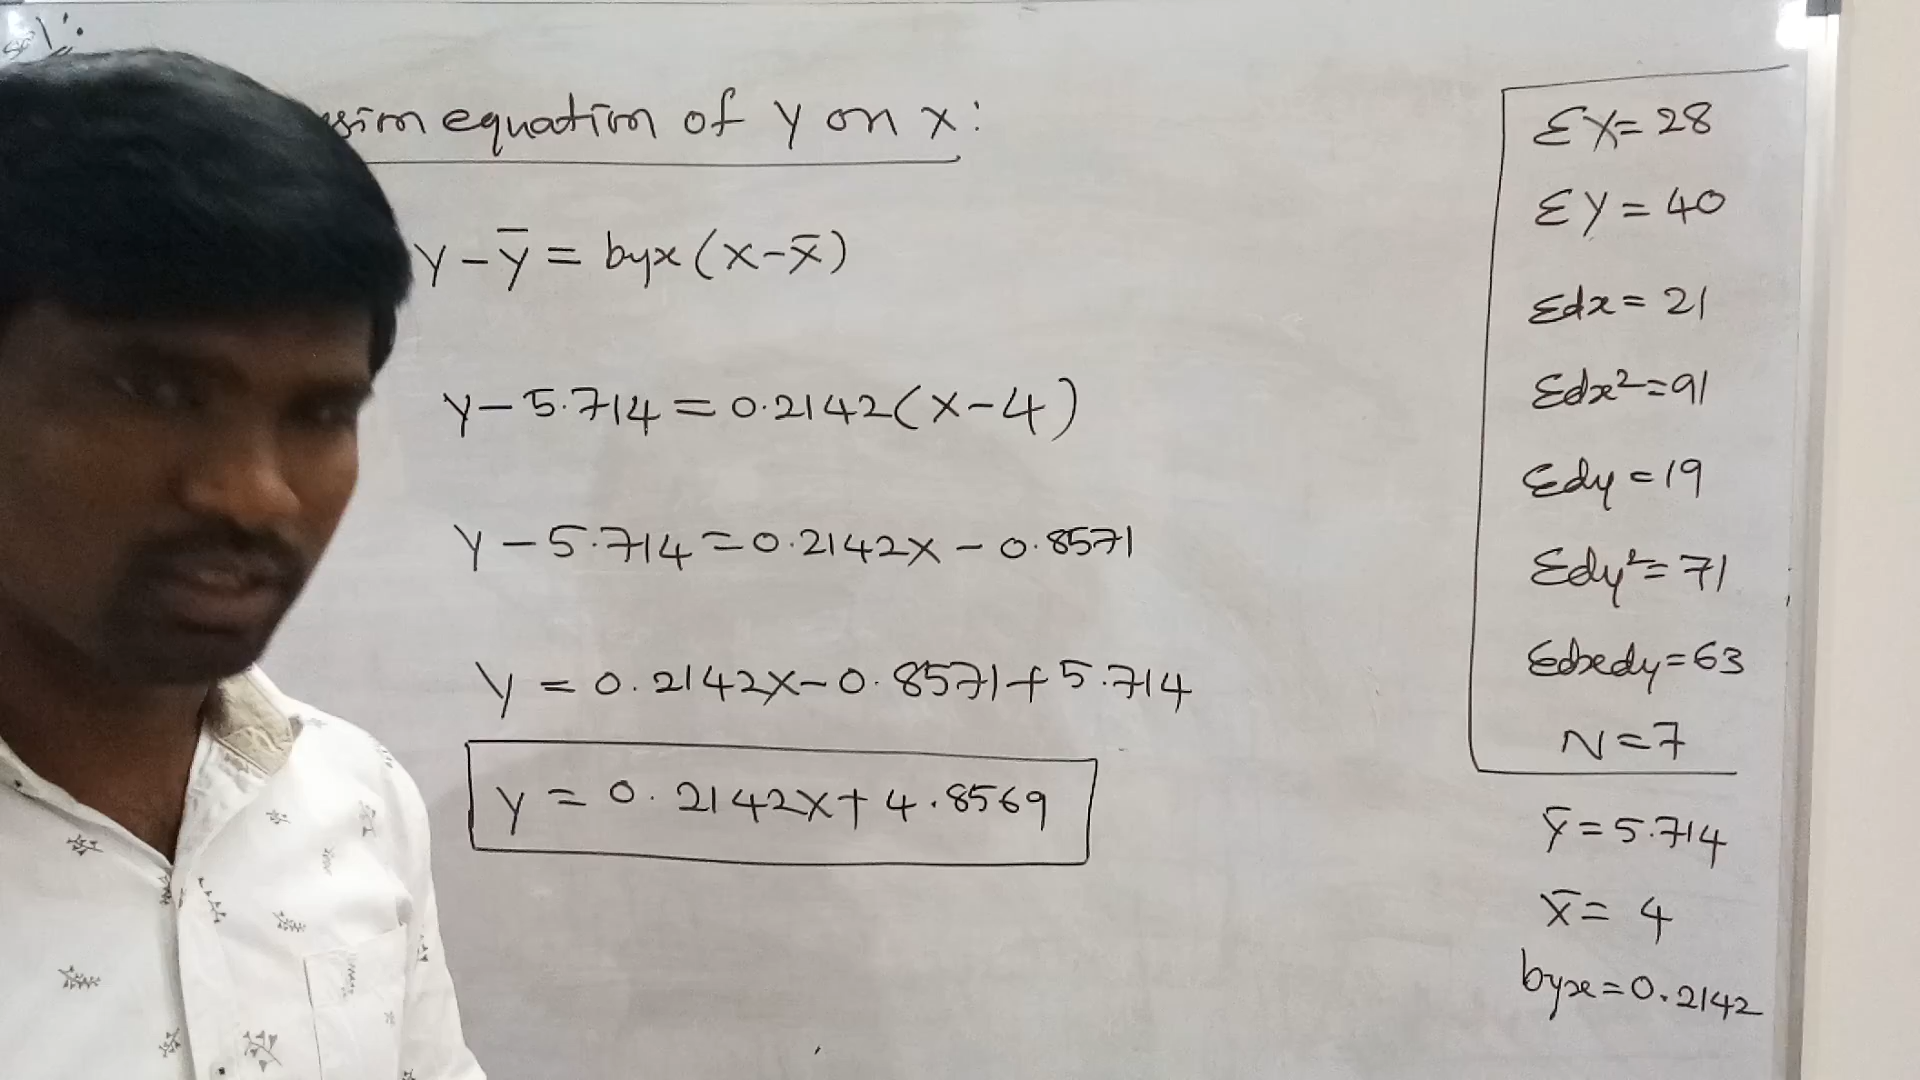 equation of y on x:
y - ȳ = byx (x - x̄)
y - 5.714 = 0.2142 (x - 4)
y - 5.714 = 0.2142x - 0.8571
y = 0.2142x - 0.8571 + 5.714
y = 0.2142x + 4.8569
Σx = 28
Σy = 40
Σdx = 21
Σdx² = 91
Σdy = 19
Σdy² = 71
Σdxdy = 63
N = 7
ȳ = 5.714
x̄ = 4
byx = 0.2142